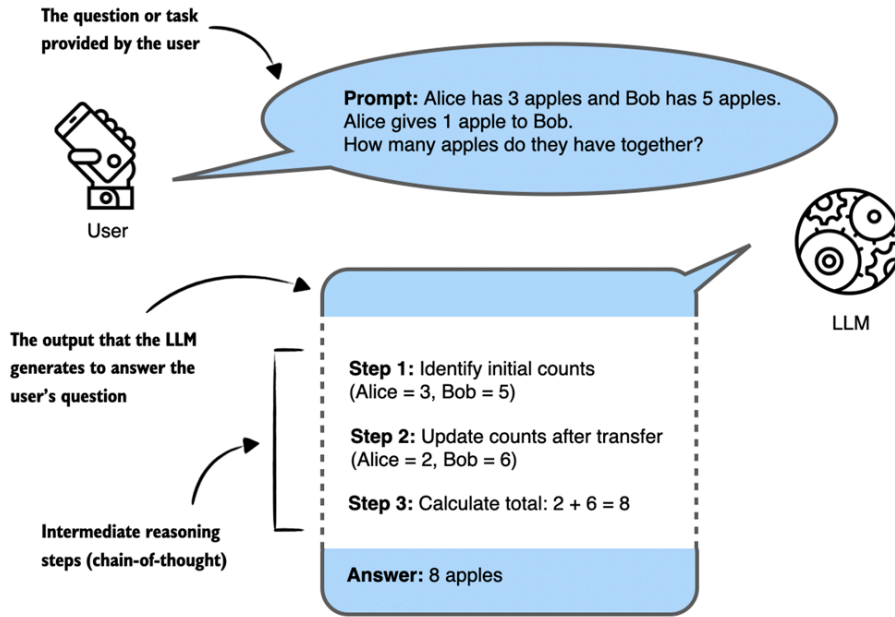 The question or task
provided by the user
Prompt: Alice has 3 apples and Bob has 5 apples.
Alice gives 1 apple to Bob.
How many apples do they have together?
User
LLM
The output that the LLM
generates to answer the
user's question
Step 1: Identify initial counts
(Alice = 3, Bob = 5)
Step 2: Update counts after transfer
(Alice = 2, Bob = 6)
Step 3: Calculate total: 2 + 6 = 8
Intermediate reasoning
steps (chain-of-thought)
Answer: 8 apples